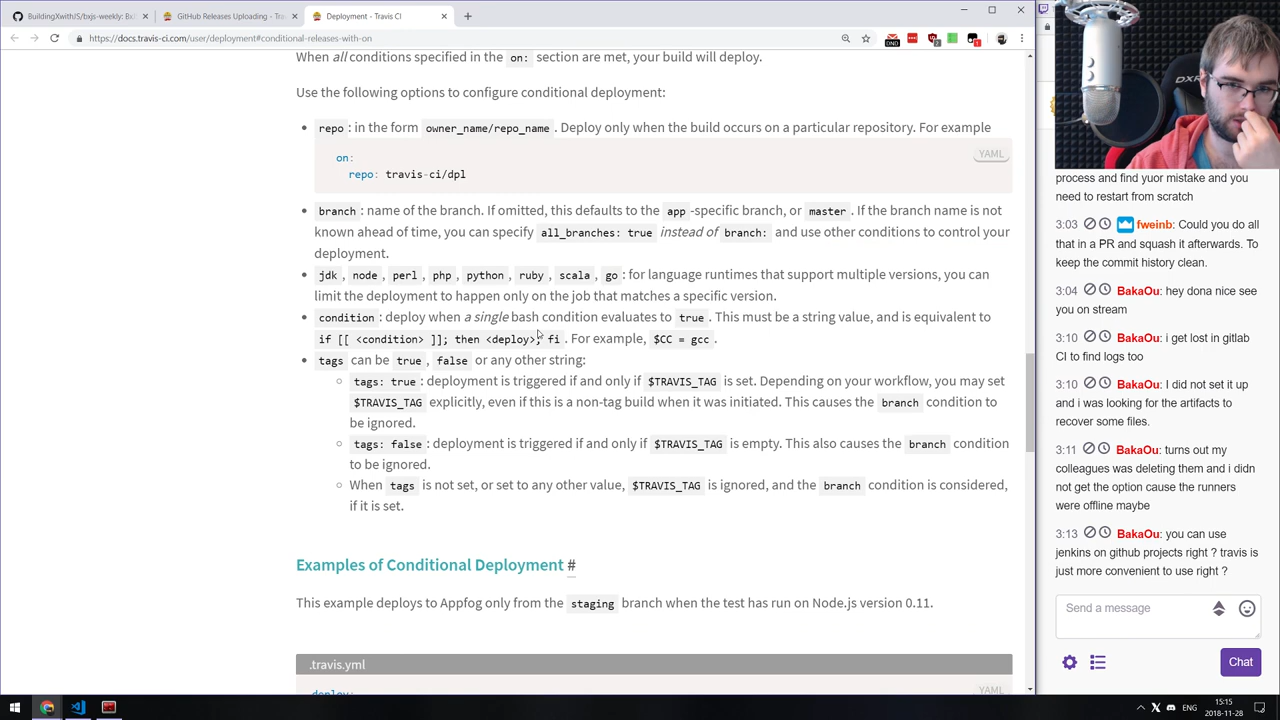 BuildingXwithJS/bxjs-weekly: Bx
GitHub Releases Uploading - Tra
Deployment - Travis CI
https://docs.travis-ci.com/user/deployment#conditional-releases-with-on
When all conditions specified in the on: section are met, your build will deploy.
Use the following options to configure conditional deployment:
repo : In the form owner_name/repo_name . Deploy only when the build occurs on a particular repository. For example
YAML
on:
repo: travis-ci/dpl
branch : name of the branch. If omitted, this defaults to the app -specific branch, or master . If the branch name is not
known ahead of time, you can specify all_branches: true instead of branch: and use other conditions to control your
deployment.
jdk , node , perl , php , python , ruby , scala , go : for language runtimes that support multiple versions, you can
limit the deployment to happen only on the job that matches a specific version.
condition : deploy when a single bash condition evaluates to true . This must be a string value, and is equivalent to
if [[ <condition> ]]; then <deploy>; fi . For example, $CC = gcc .
tags can be true , false or any other string:
tags: true : deployment is triggered if and only if $TRAVIS_TAG is set. Depending on your workflow, you may set
$TRAVIS_TAG explicitly, even if this is a non-tag build when it was initiated. This causes the branch condition to
be ignored.
tags: false : deployment is triggered if and only if $TRAVIS_TAG is empty. This also causes the branch condition
to be ignored.
When tags is not set, or set to any other value, $TRAVIS_TAG is ignored, and the branch condition is considered,
if it is set.
Examples of Conditional Deployment #
This example deploys to Appfog only from the staging branch when the test has run on Node.js version 0.11.
.travis.yml
YAML
deploy:
process and find yuor mistake and you
need to restart from scratch
3:03 fweinb: Could you do all
that in a PR and squash it afterwards. To
keep the commit history clean.
3:04 BakaOu: hey dona nice see
you on stream
3:10 BakaOu: i get lost in gitlab
CI to find logs too
3:10 BakaOu: I did not set it up
and i was looking for the artifacts to
recover some files.
3:11 BakaOu: turns out my
colleagues was deleting them and i didn
not get the option cause the runners
were offline maybe
3:13 BakaOu: you can use
jenkins on github projects right ? travis is
just more convenient to use right ?
Send a message
Chat
ENG
15:15
2018-11-28